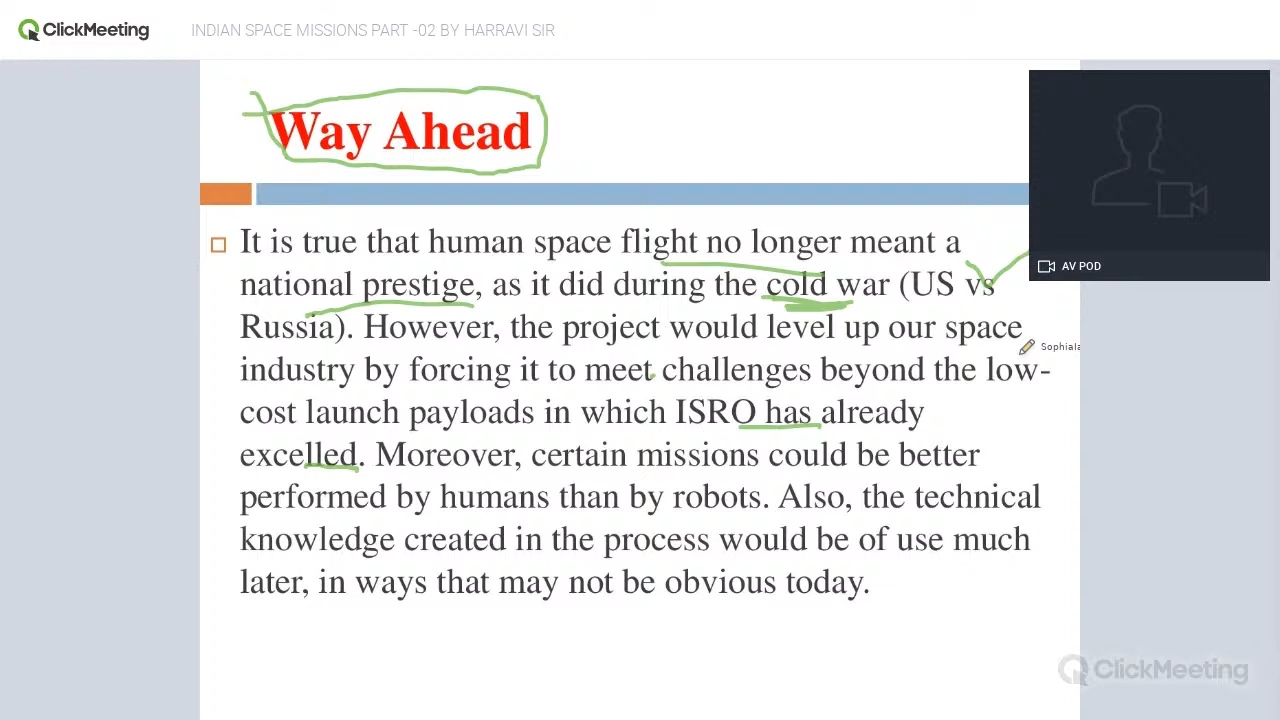 ClickMeeting
INDIAN SPACE MISSIONS PART -02 BY HARRAVI SIR
Way Ahead
AV POD
It is true that human space flight no longer meant a
national prestige, as it did during the cold war (US vs
Russia). However, the project would level up our space
Sophiala
industry by forcing it to meet challenges beyond the low-
cost launch payloads in which ISRO has already
excelled. Moreover, certain missions could be better
performed by humans than by robots. Also, the technical
knowledge created in the process would be of use much
later, in ways that may not be obvious today.
ClickMeeting